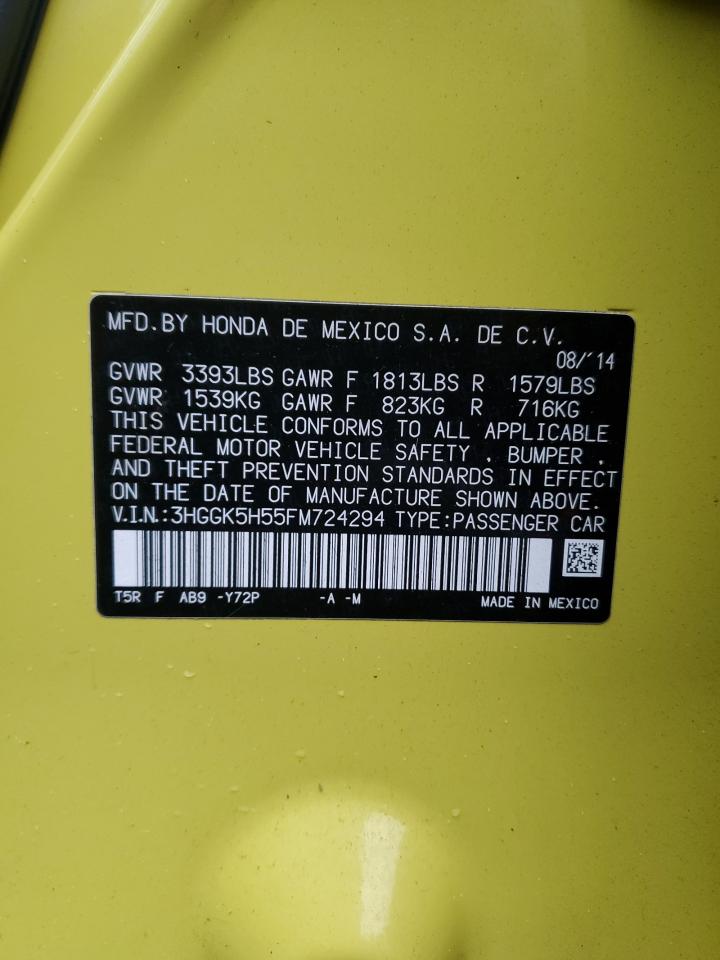 MFD.BY HONDA DE MEXICO S.A. DE C.V.
08/'14
GVWR 3393LBS GAWR F 1813LBS R 1579LBS
GVWR 1539KG GAWR F 823KG R 716KG
THIS VEHICLE CONFORMS TO ALL APPLICABLE
FEDERAL MOTOR VEHICLE SAFETY , BUMPER ,
AND THEFT PREVENTION STANDARDS IN EFFECT
ON THE DATE OF MANUFACTURE SHOWN ABOVE.
V.I.N.:3HGGK5H55FM724294 TYPE:PASSENGER CAR
T5R F AB9 -Y72P -A -M MADE IN MEXICO